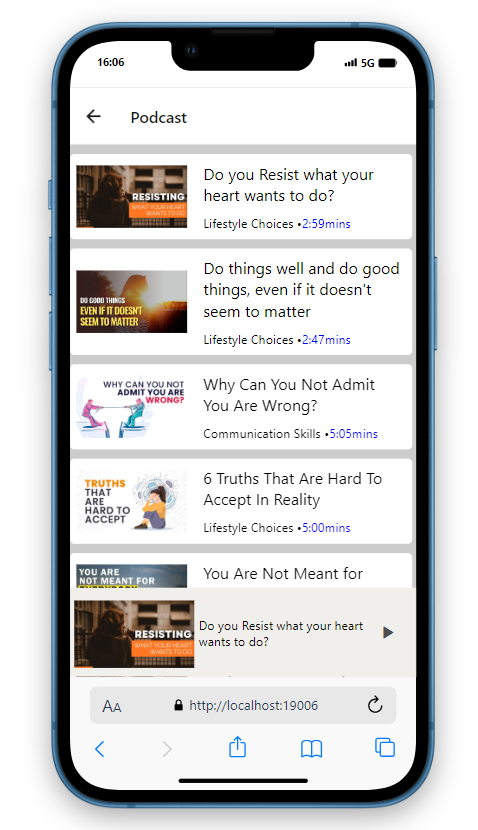 16:06
5G
Podcast
RESISTING
WHAT YOUR HEART
WANTS TO DO
Do you Resist what your
heart wants to do?
Lifestyle Choices •2:59mins
DO GOOD THINGS
EVEN IF IT DOESN'T
SEEM TO MATTER
Do things well and do good
things, even if it doesn't
seem to matter
Lifestyle Choices •2:47mins
WHY CAN YOU NOT
ADMIT YOU ARE
WRONG?
Why Can You Not Admit
You Are Wrong?
Communication Skills •5:05mins
TRUTHS
THAT
ARE
HARD TO
ACCEPT
6 Truths That Are Hard To
Accept In Reality
Lifestyle Choices •5:00mins
YOU ARE
NOT MEANT FOR
You Are Not Meant for
RESISTING
WHAT YOUR HEART
WANTS TO DO
Do you Resist what your heart
wants to do?
AA
http://localhost:19006